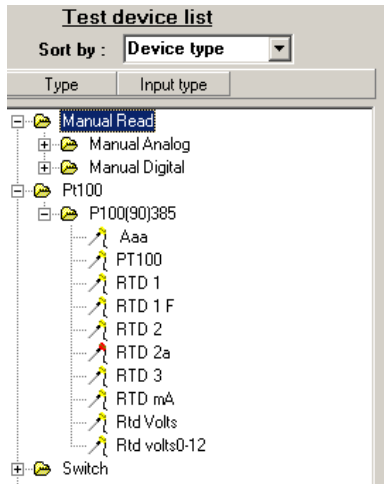 Test device list
Sort by : Device type
Type Input type
Manual Read
Manual Analog
Manual Digital
Pt100
P100(90)385
Aaa
PT100
RTD 1
RTD 1 F
RTD 2
RTD 2a
RTD 3
RTD mA
Rtd Volts
Rtd volts0-12
Switch